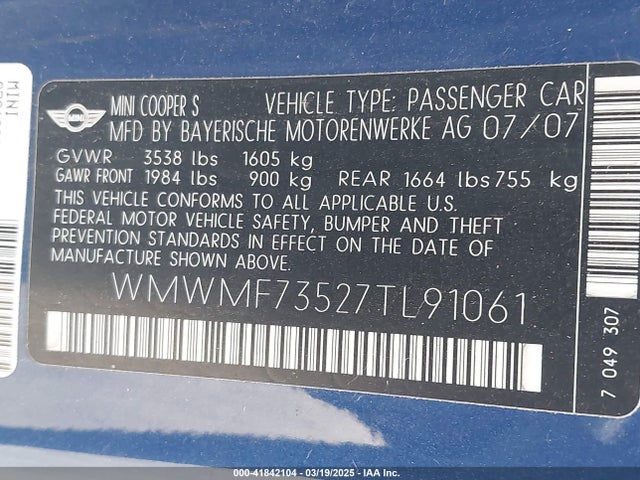 MINI
MINI COOPER S VEHICLE TYPE: PASSENGER CAR
MFD BY BAYERISCHE MOTORENWERKE AG 07/07
GVWR 3538 lbs 1605 kg
GAWR FRONT 1984 lbs 900 kg REAR 1664 lbs 755 kg
THIS VEHICLE CONFORMS TO ALL APPLICABLE U.S.
FEDERAL MOTOR VEHICLE SAFETY, BUMPER AND THEFT
PREVENTION STANDARDS IN EFFECT ON THE DATE OF
MANUFACTURE SHOWN ABOVE.
WMWMF73527TL91061
7 049 307
MINI
000-41842104 - 03/19/2025 - IAA Inc.